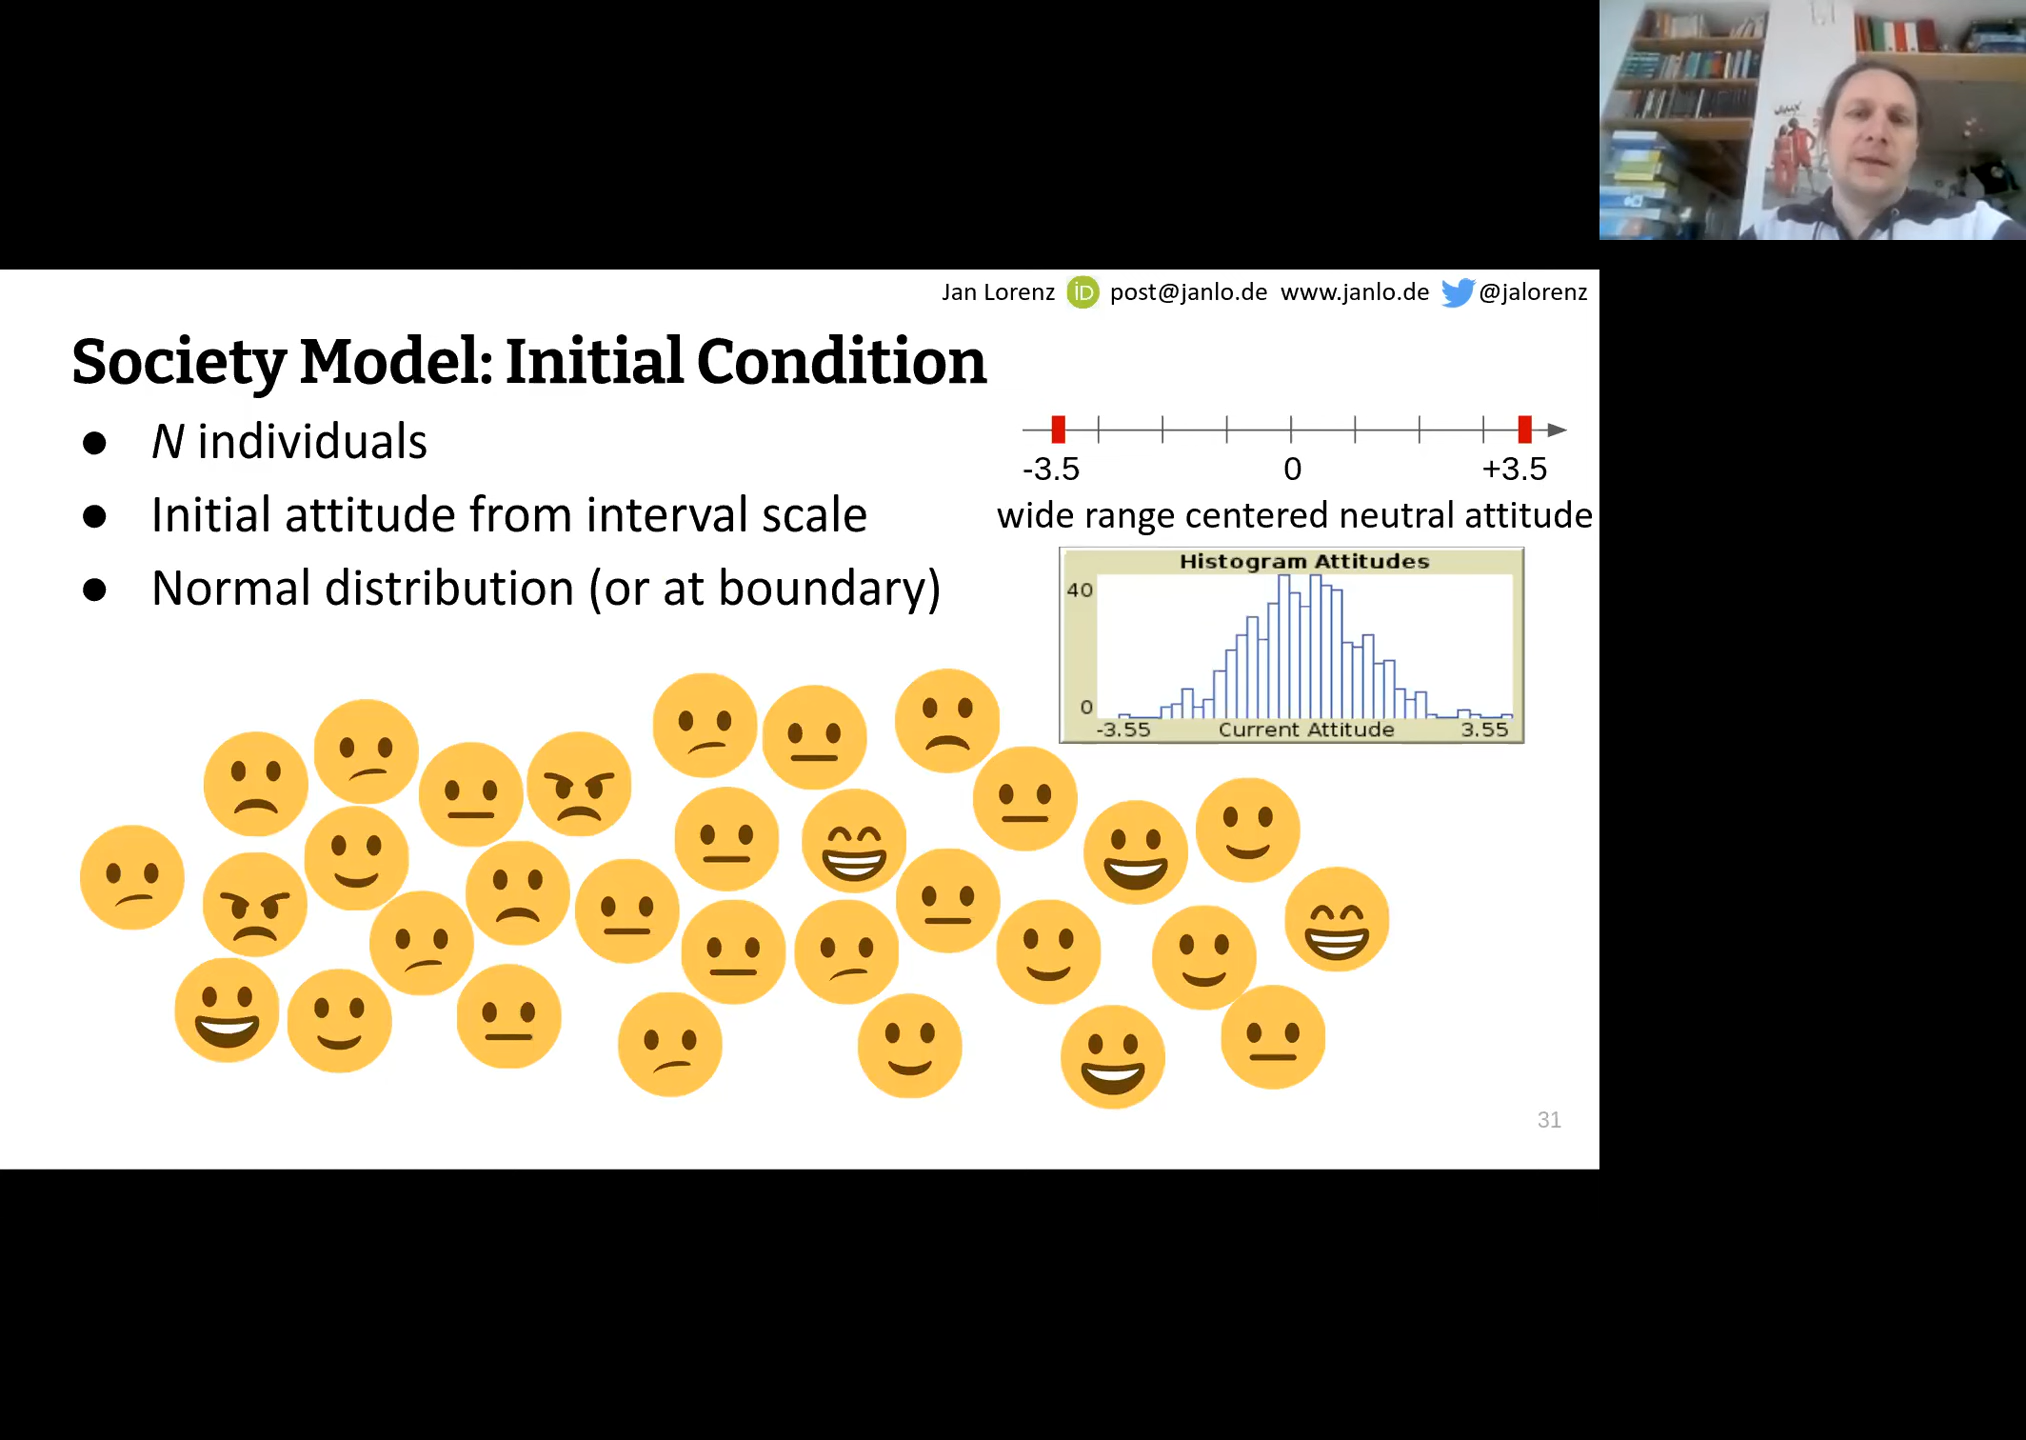 Jan Lorenz iD post@janlo.de www.janlo.de @jalorenz
Society Model: Initial Condition
● N individuals
● Initial attitude from interval scale
● Normal distribution (or at boundary)
-3.5 0 +3.5
wide range centered neutral attitude
Histogram Attitudes
40
0
-3.55 Current Attitude 3.55
31